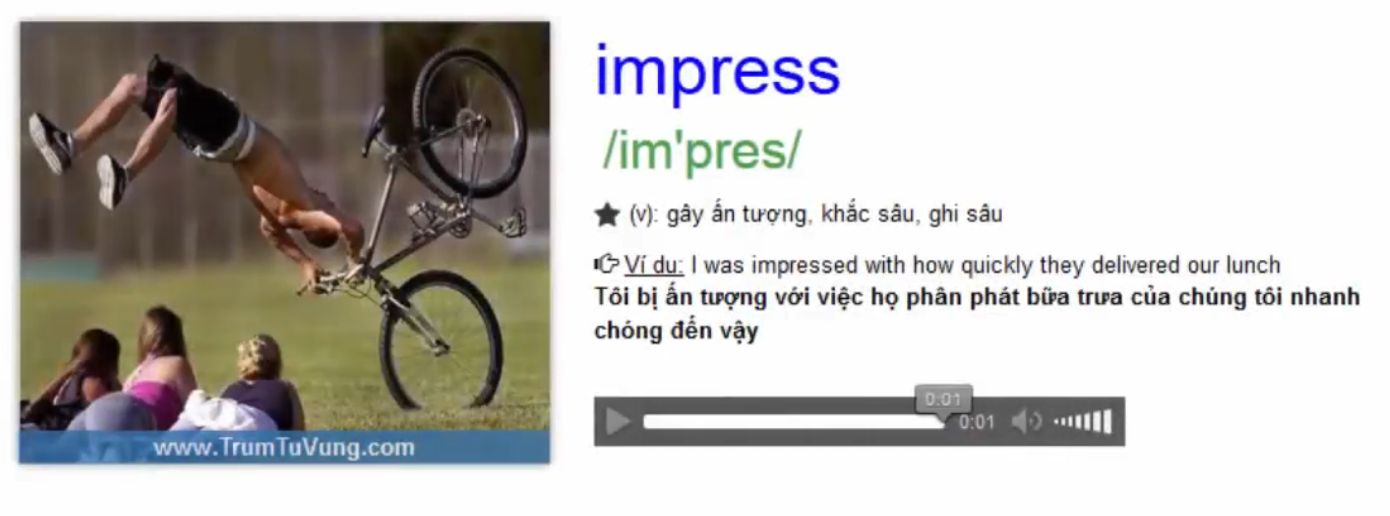 impress
/im'pres/
★ (v): gây ấn tượng, khắc sâu, ghi sâu
Ví dụ: I was impressed with how quickly they delivered our lunch
Tôi bị ấn tượng với việc họ phân phát bữa trưa của chúng tôi nhanh
chóng đến vậy
0:01
0:01
www.TrumTuVung.com